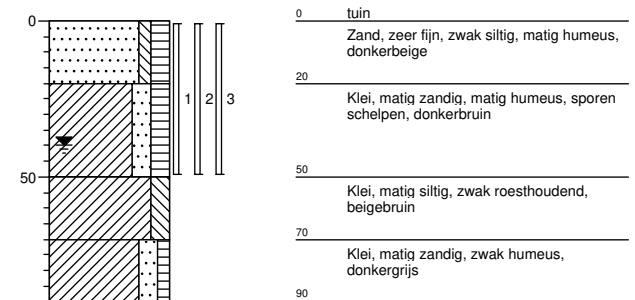 0
50
1 2 3
0 tuin
Zand, zeer fijn, zwak siltig, matig humeus,
donkerbeige
20
Klei, matig zandig, matig humeus, sporen
schelpen, donkerbruin
50
Klei, matig siltig, zwak roesthoudend,
beigebruin
70
Klei, matig zandig, zwak humeus,
donkergrijs
90